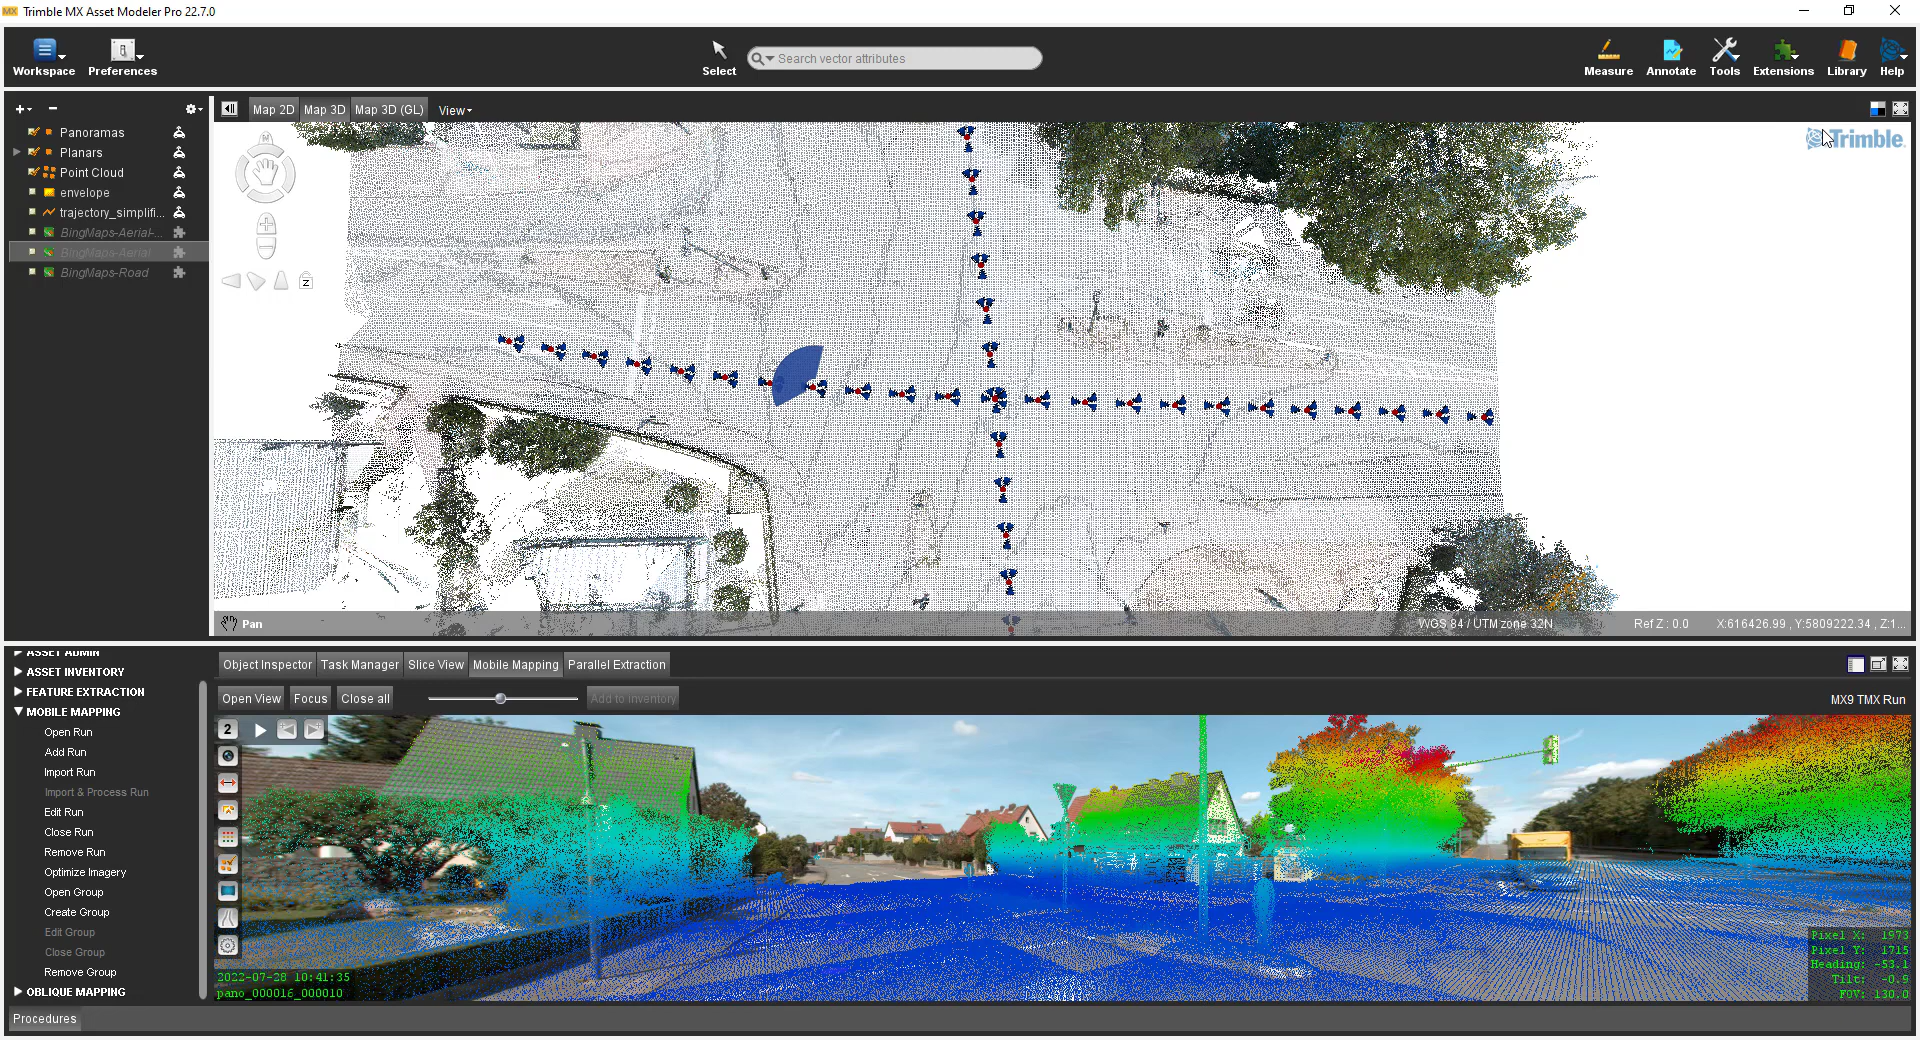 MX Trimble MX Asset Modeler Pro 22.7.0
Workspace
Preferences
Select
Search vector attributes
Measure
Annotate
Tools
Extensions
Library
Help
Map 2D
Map 3D
Map 3D (GL)
View
Panoramas
Planars
Point Cloud
envelope
trajectory_simplifi...
BingMaps-Aerial-...
BingMaps-Aerial
BingMaps-Road
M
z
Trimble
Pan
WGS 84 / UTM zone 32N
Ref Z : 0.0
X:616426.99 , Y:5809222.34 , Z:1...
ASSET ADMIN
ASSET INVENTORY
FEATURE EXTRACTION
MOBILE MAPPING
Open Run
Add Run
Import Run
Import & Process Run
Edit Run
Close Run
Remove Run
Optimize Imagery
Open Group
Create Group
Edit Group
Close Group
Remove Group
OBLIQUE MAPPING
Object Inspector
Task Manager
Slice View
Mobile Mapping
Parallel Extraction
Open View
Focus
Close all
Add to inventory
MX9 TMX Run
2
2022-07-28 10:41:35
pano_000016_000010
Pixel X: 1973
Pixel Y: 1715
Heading: -53.1
Tilt: -0.9
FOV: 130.0
Procedures